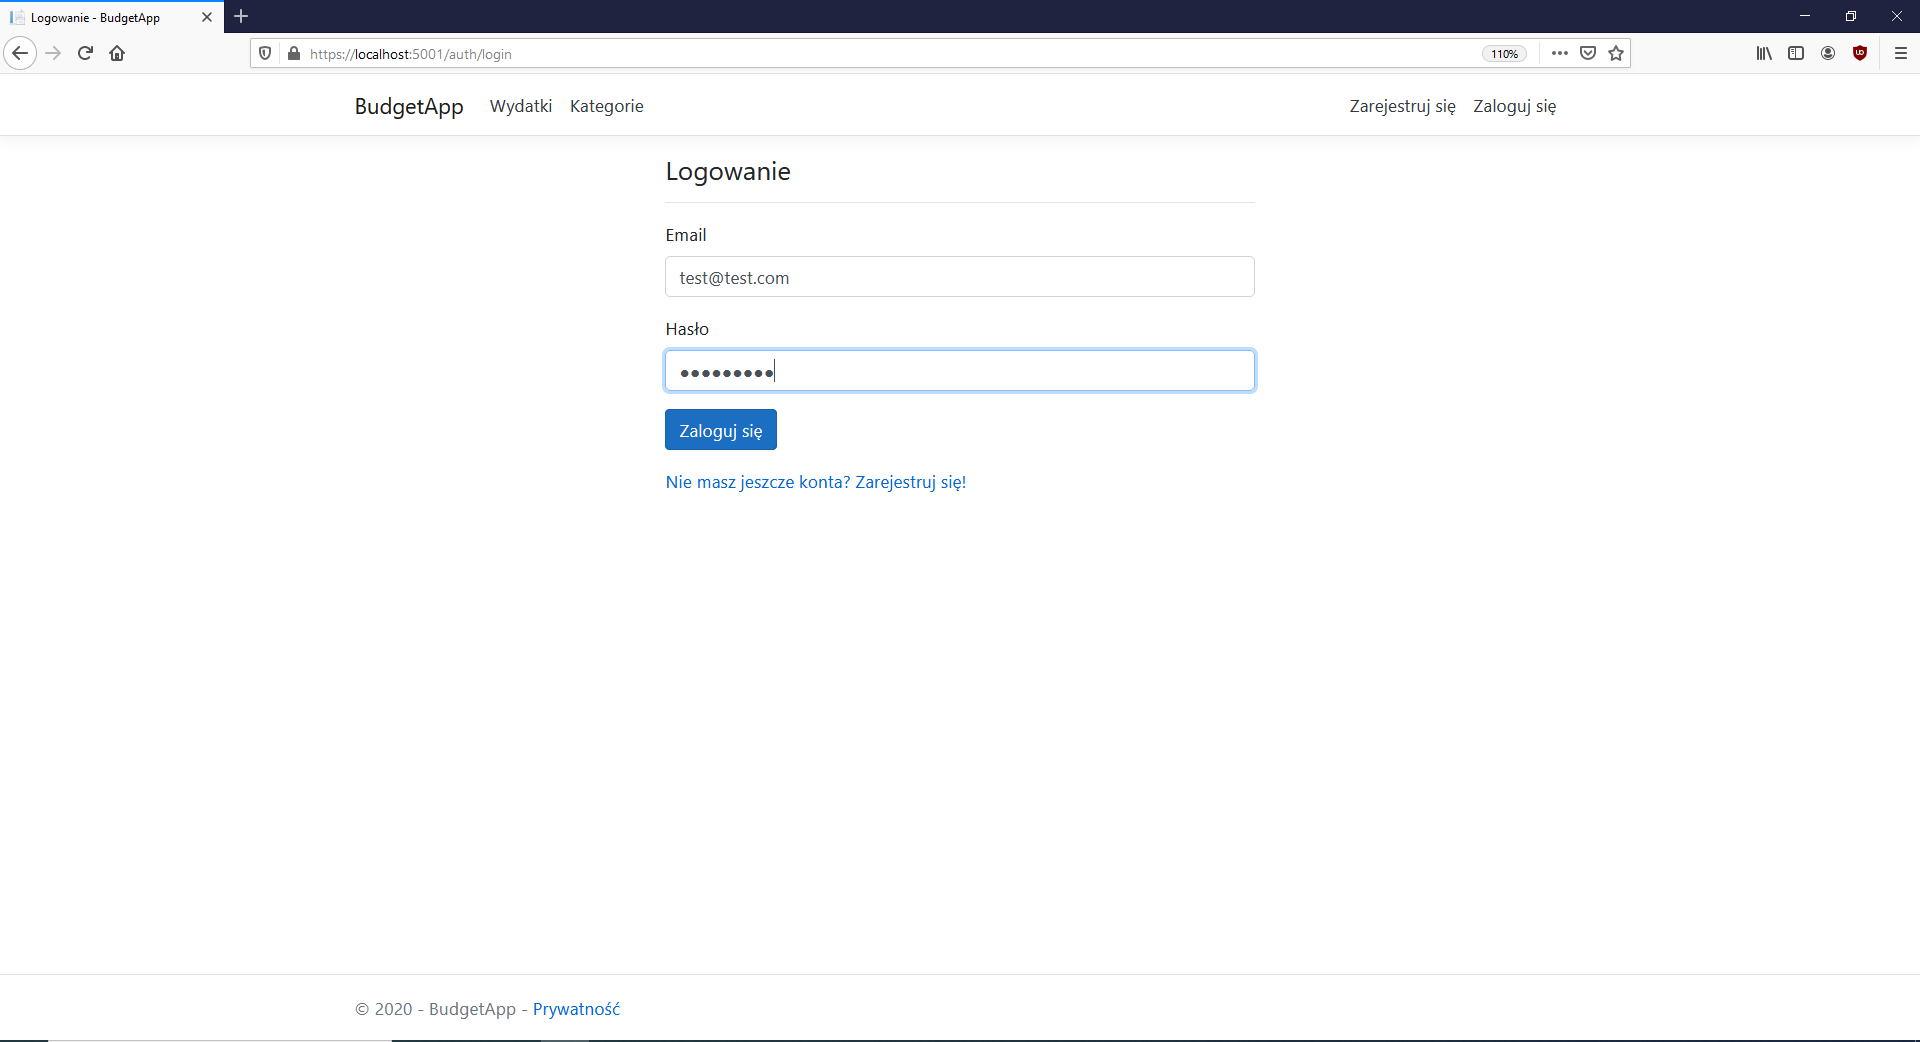 Logowanie - BudgetApp
https://localhost:5001/auth/login
110%
BudgetApp Wydatki Kategorie Zarejestruj się Zaloguj się
Logowanie
Email
test@test.com
Hasło
Zaloguj się
Nie masz jeszcze konta? Zarejestruj się!
© 2020 - BudgetApp - Prywatność